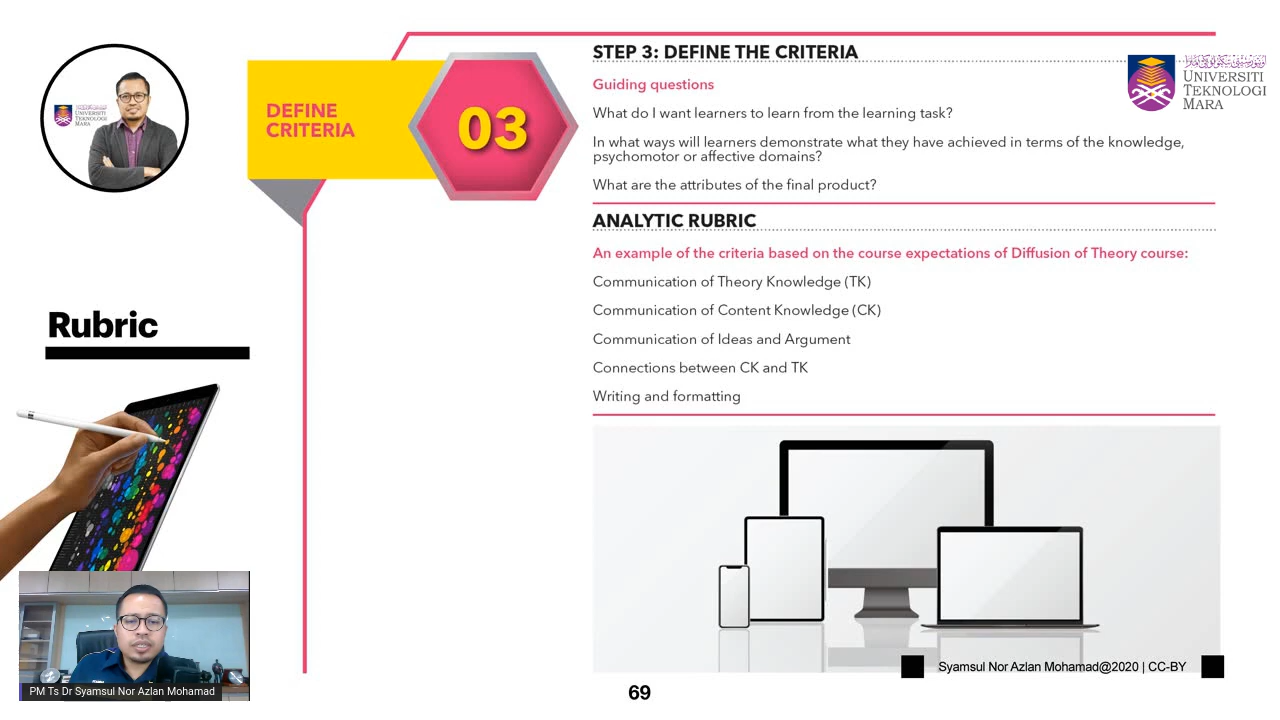 STEP 3: DEFINE THE CRITERIA
Guiding questions
What do I want learners to learn from the learning task?
In what ways will learners demonstrate what they have achieved in terms of the knowledge,
psychomotor or affective domains?
What are the attributes of the final product?
ANALYTIC RUBRIC
An example of the criteria based on the course expectations of Diffusion of Theory course:
Communication of Theory Knowledge (TK)
Communication of Content Knowledge (CK)
Communication of Ideas and Argument
Connections between CK and TK
Writing and formatting
DEFINE
CRITERIA
03
UNIVERSITI
TEKNOLOGI
MARA
UNIVERSITI
TEKNOLOGI
MARA
Rubric
PM Ts Dr Syamsul Nor Azlan Mohamad
Syamsul Nor Azlan Mohamad@2020 | CC-BY
69